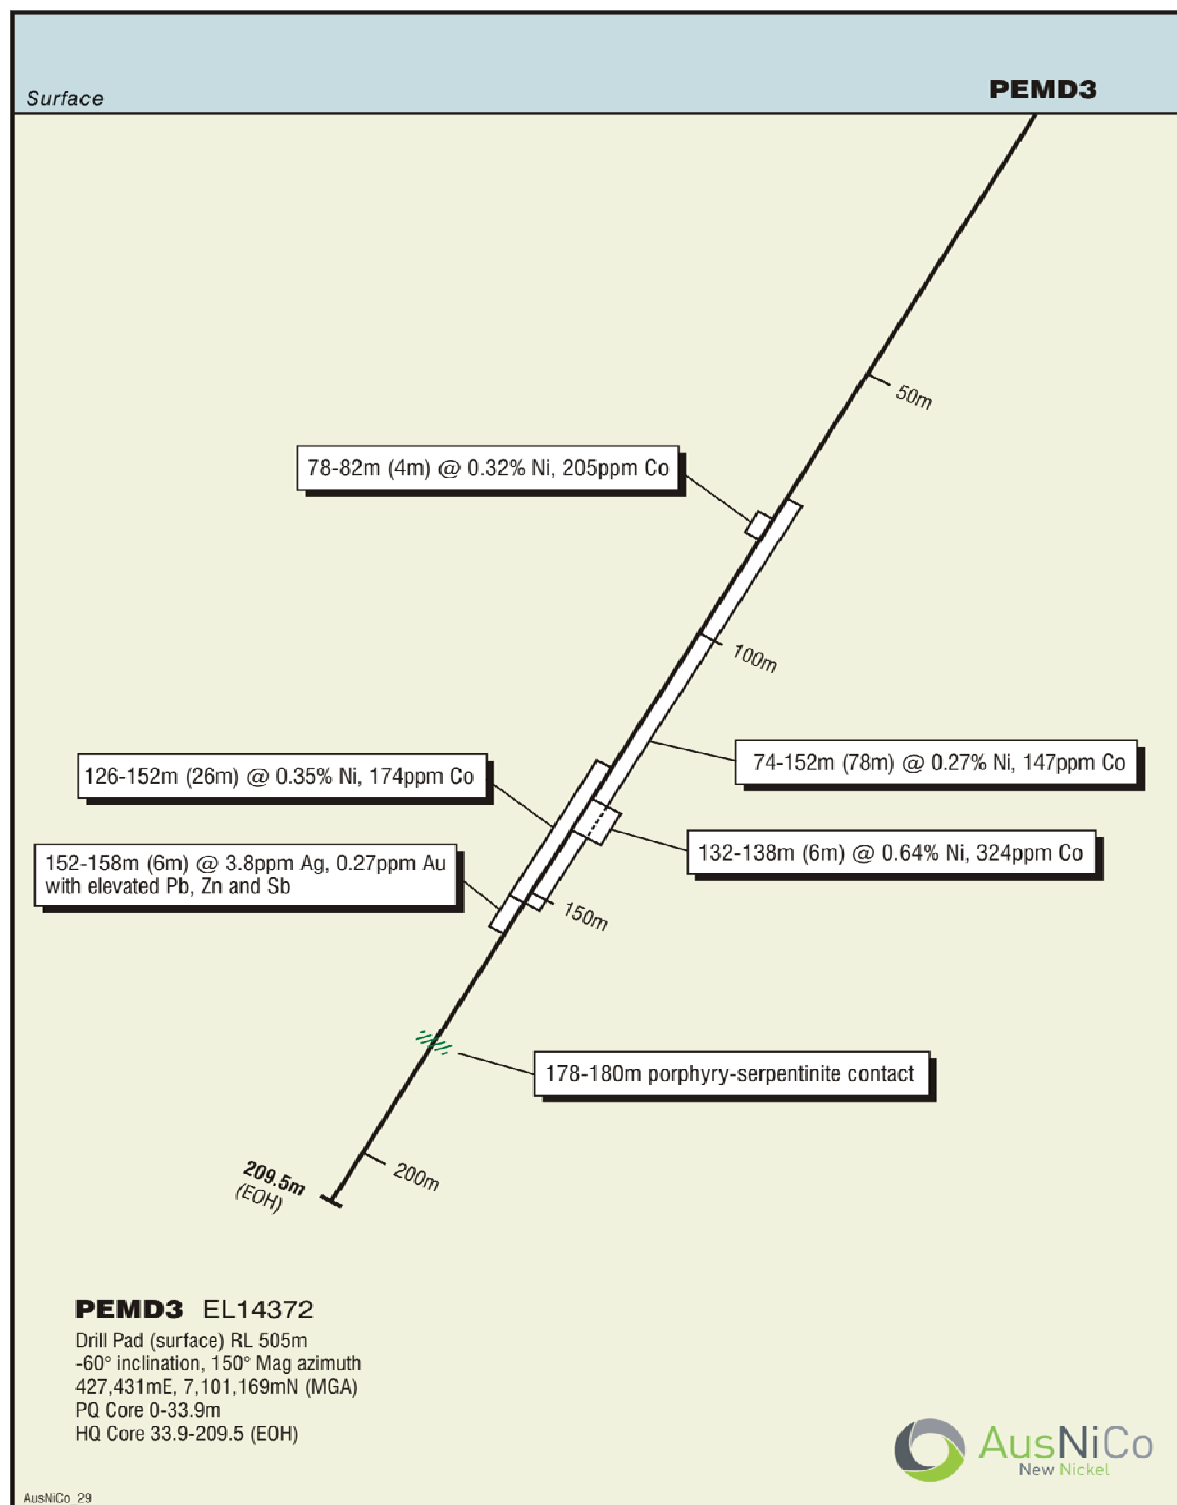 Surface
PEMD3
50m
78-82m (4m) @ 0.32% Ni, 205ppm Co
100m
74-152m (78m) @ 0.27% Ni, 147ppm Co
126-152m (26m) @ 0.35% Ni, 174ppm Co
132-138m (6m) @ 0.64% Ni, 324ppm Co
152-158m (6m) @ 3.8ppm Ag, 0.27ppm Au
with elevated Pb, Zn and Sb
150m
178-180m porphyry-serpentinite contact
200m
209.5m
(EOH)
PEMD3 EL14372
Drill Pad (surface) RL 505m
-60° inclination, 150° Mag azimuth
427,431mE, 7,101,169mN (MGA)
PQ Core 0-33.9m
HQ Core 33.9-209.5 (EOH)
AusNiCo
New Nickel
AusNiCo_29